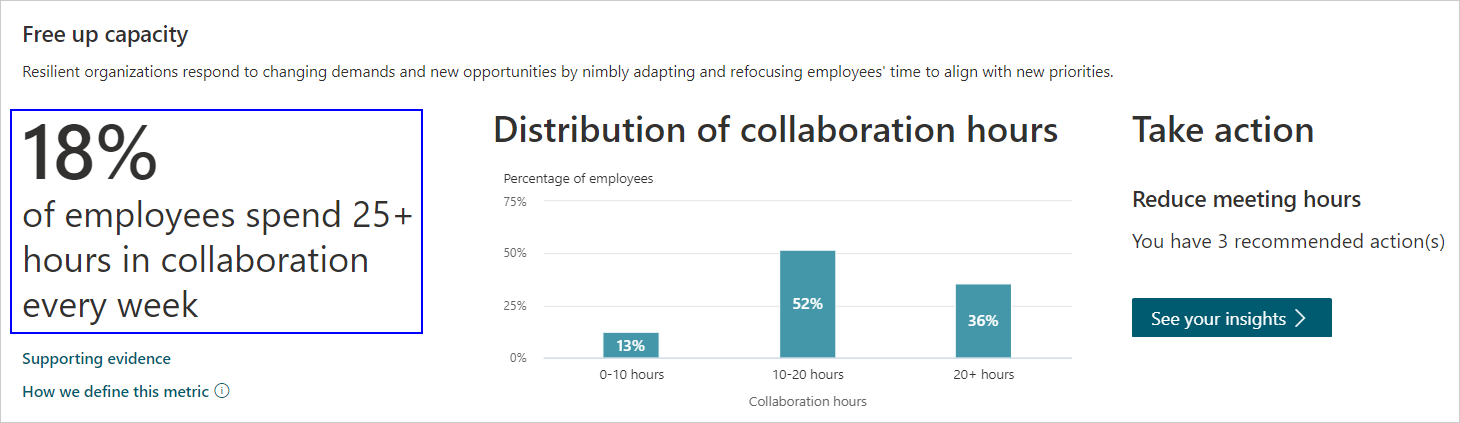 Free up capacity
Resilient organizations respond to changing demands and new opportunities by nimbly adapting and refocusing employees' time to align with new priorities.
18%
of employees spend 25+
hours in collaboration
every week
Supporting evidence
How we define this metric
Distribution of collaboration hours
Percentage of employees
75%
50%
25%
0%
13%
52%
36%
0-10 hours
10-20 hours
20+ hours
Collaboration hours
Take action
Reduce meeting hours
You have 3 recommended action(s)
See your insights